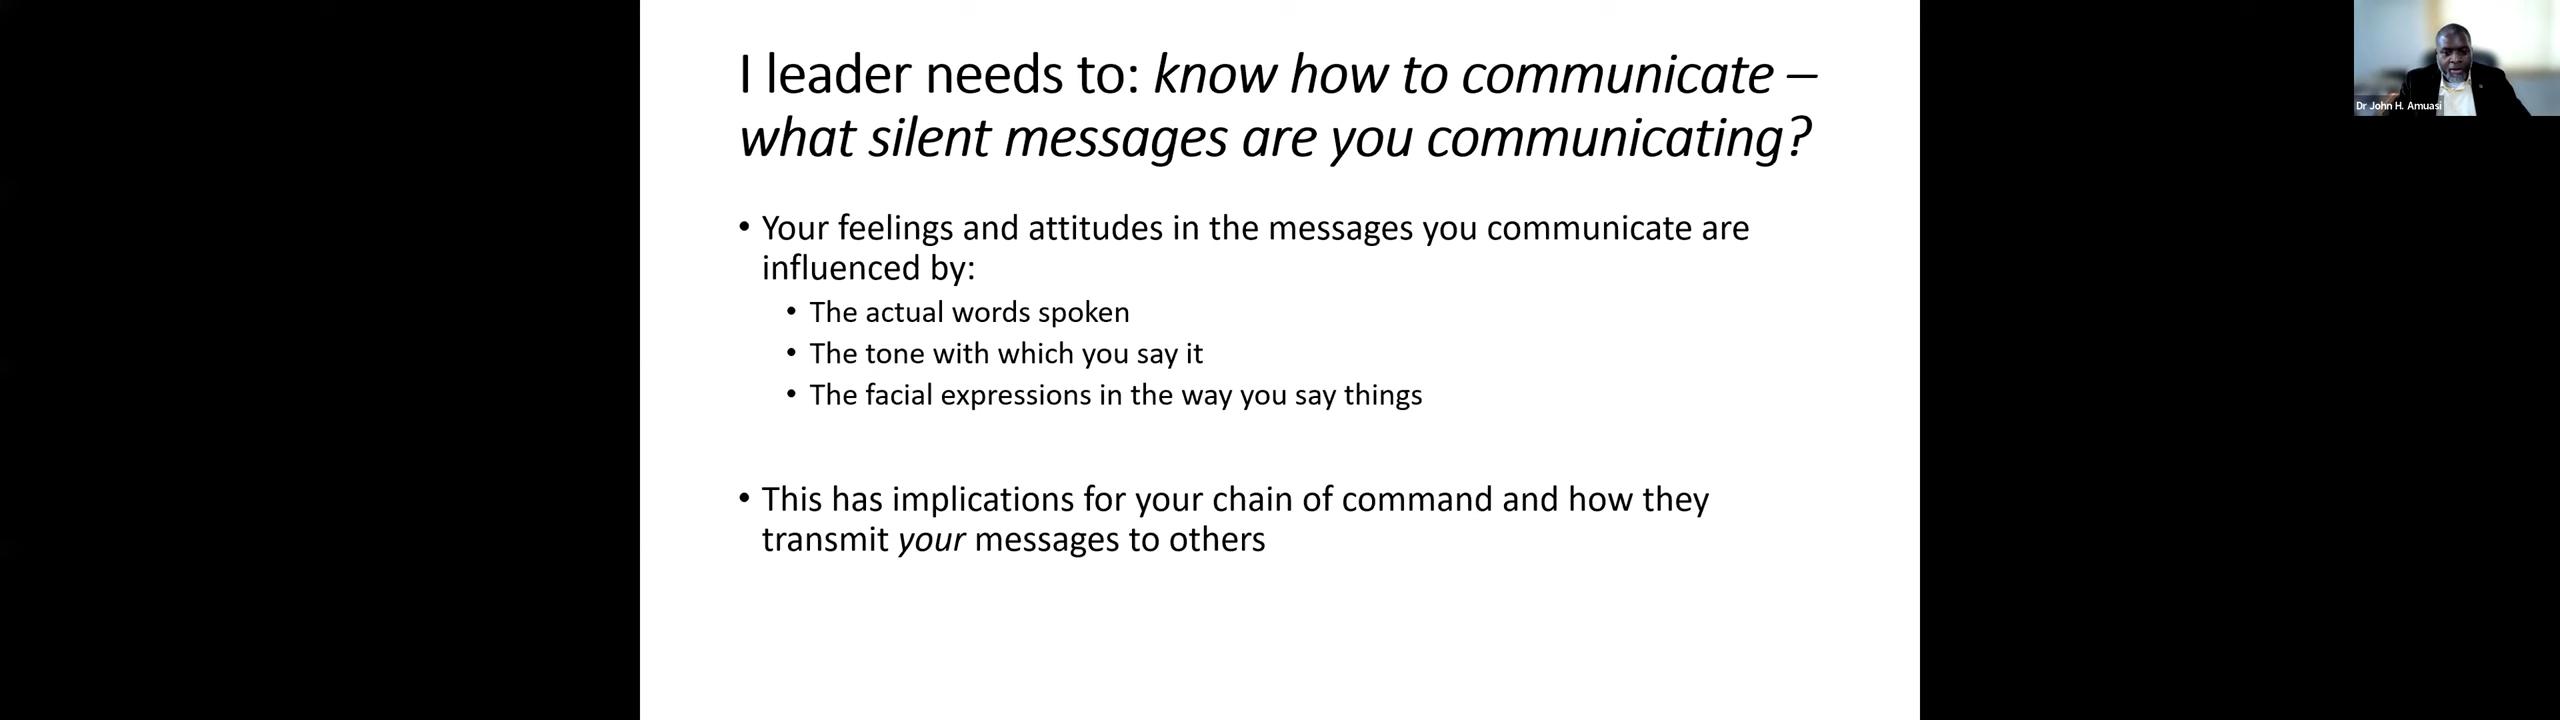 I leader needs to: know how to communicate –
what silent messages are you communicating?
• Your feelings and attitudes in the messages you communicate are
influenced by:
• The actual words spoken
• The tone with which you say it
• The facial expressions in the way you say things
• This has implications for your chain of command and how they
transmit your messages to others
Dr John H. Amuasi